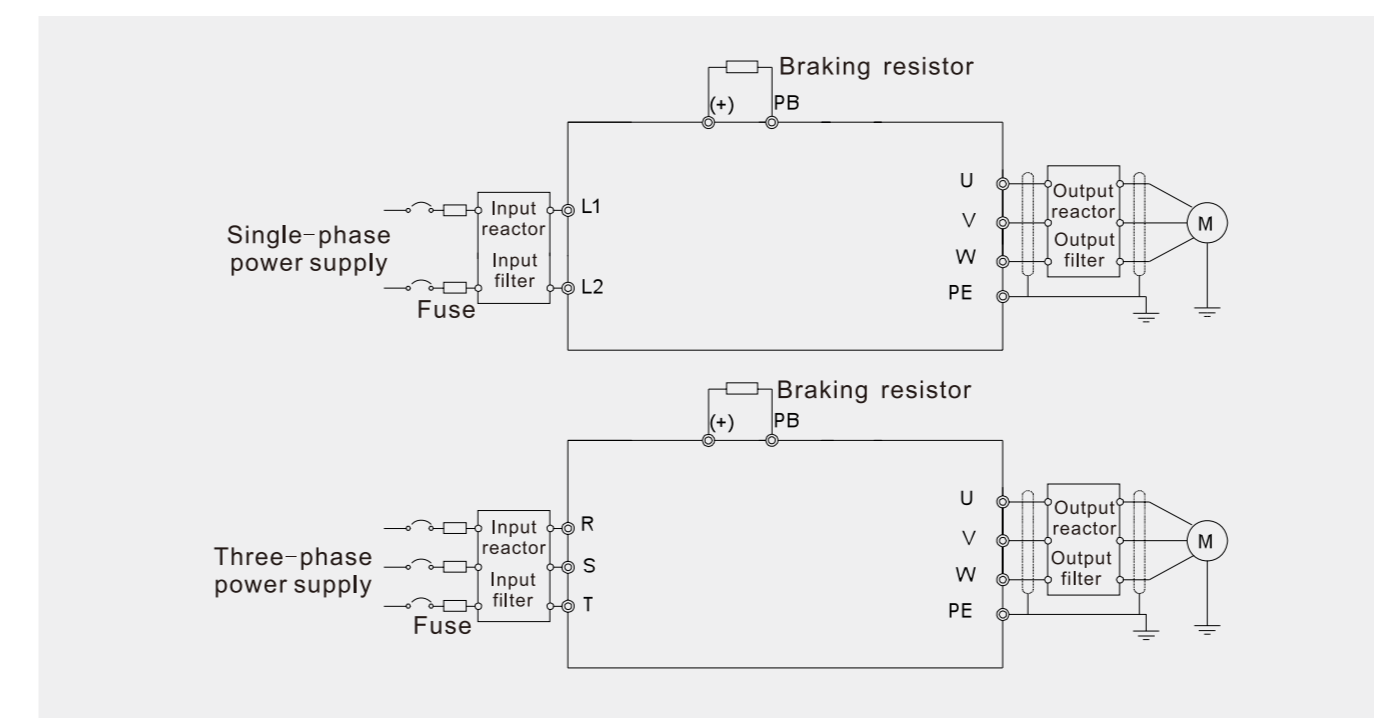 Braking resistor
(+) PB
Single-phase
power supply
Fuse
Input
reactor
Input
filter
L1
L2
U
V
W
PE
Output
reactor
Output
filter
M
Braking resistor
(+) PB
Three-phase
power supply
Fuse
Input
reactor
Input
filter
R
S
T
U
V
W
PE
Output
reactor
Output
filter
M